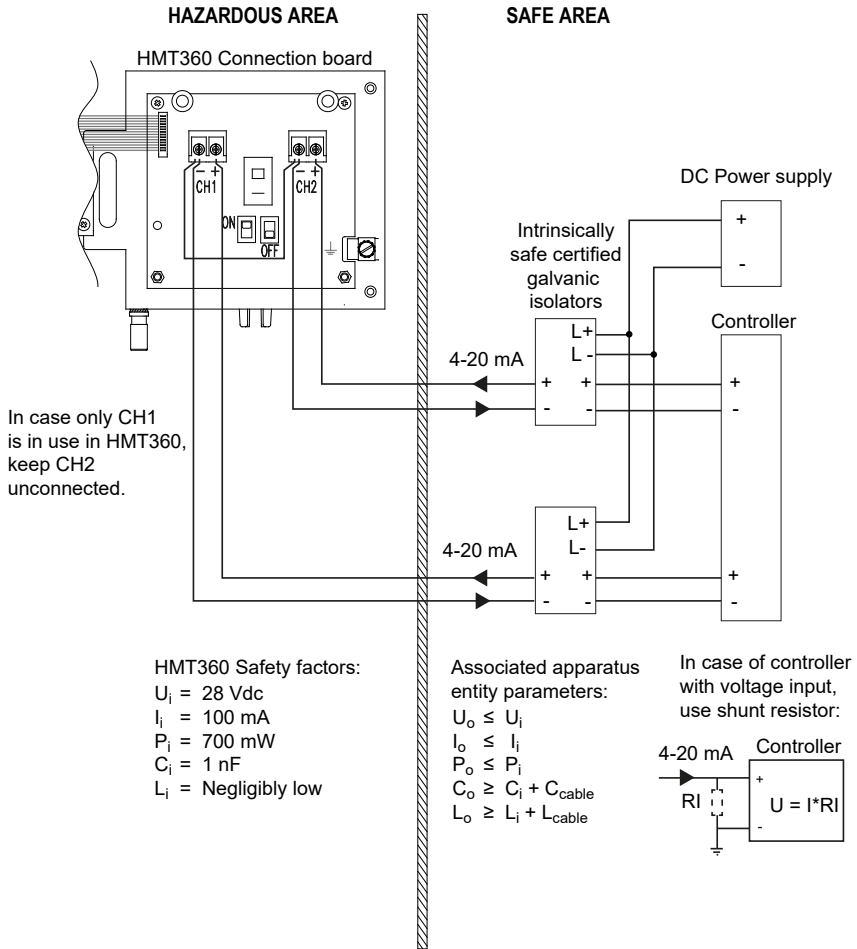 HAZARDOUS AREA
SAFE AREA
HMT360 Connection board
- +
CH1
- +
CH2
ON
OFF
DC Power supply
+
-
Intrinsically
safe certified
galvanic
isolators
Controller
L+
L -
4-20 mA
+ + +
- - -
In case only CH1
is in use in HMT360,
keep CH2
unconnected.
L+
L-
4-20 mA
+ + +
- - -
HMT360 Safety factors:
Uᵢ = 28 Vdc
Iᵢ = 100 mA
Pᵢ = 700 mW
Cᵢ = 1 nF
Lᵢ = Negligibly low
Associated apparatus
entity parameters:
Uₒ ≤ Uᵢ
Iₒ ≤ Iᵢ
Pₒ ≤ Pᵢ
Cₒ ≥ Cᵢ + C_cable
Lₒ ≥ Lᵢ + L_cable
In case of controller
with voltage input,
use shunt resistor:
4-20 mA
Controller
RI
+
U = I*RI
-